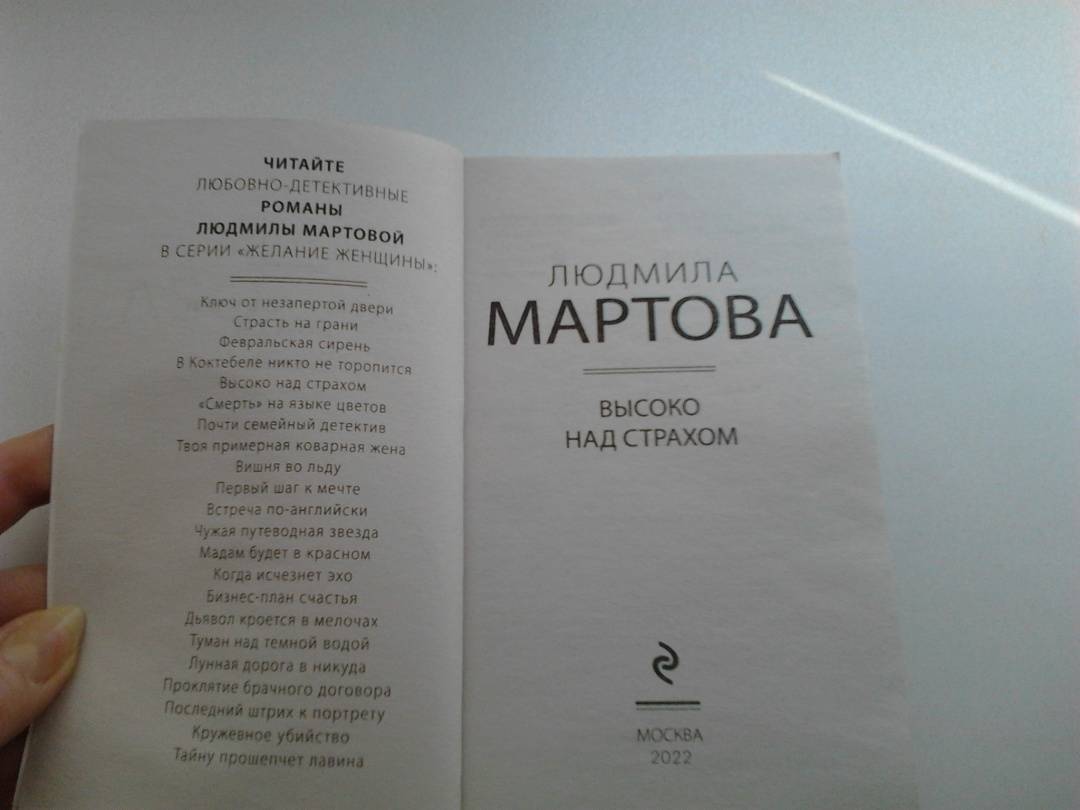 ЧИТАЙТЕ
ЛЮБОВНО-ДЕТЕКТИВНЫЕ
РОМАНЫ
ЛЮДМИЛЫ МАРТОВОЙ
В СЕРИИ «ЖЕЛАНИЕ ЖЕНЩИНЫ»:
Ключ от незапертой двери
Страсть на грани
Февральская сирень
В Коктебеле никто не торопится
Высоко над страхом
«Смерть» на языке цветов
Почти семейный детектив
Твоя примерная коварная жена
Вишня во льду
Первый шаг к мечте
Встреча по-английски
Чужая путеводная звезда
Мадам будет в красном
Когда исчезнет эхо
Бизнес-план счастья
Дьявол кроется в мелочах
Туман над темной водой
Лунная дорога в никуда
Проклятие брачного договора
Последний штрих к портрету
Кружевное убийство
Тайну прошепчет лавина
ЛЮДМИЛА
МАРТОВА
ВЫСОКО
НАД СТРАХОМ
МОСКВА
2022